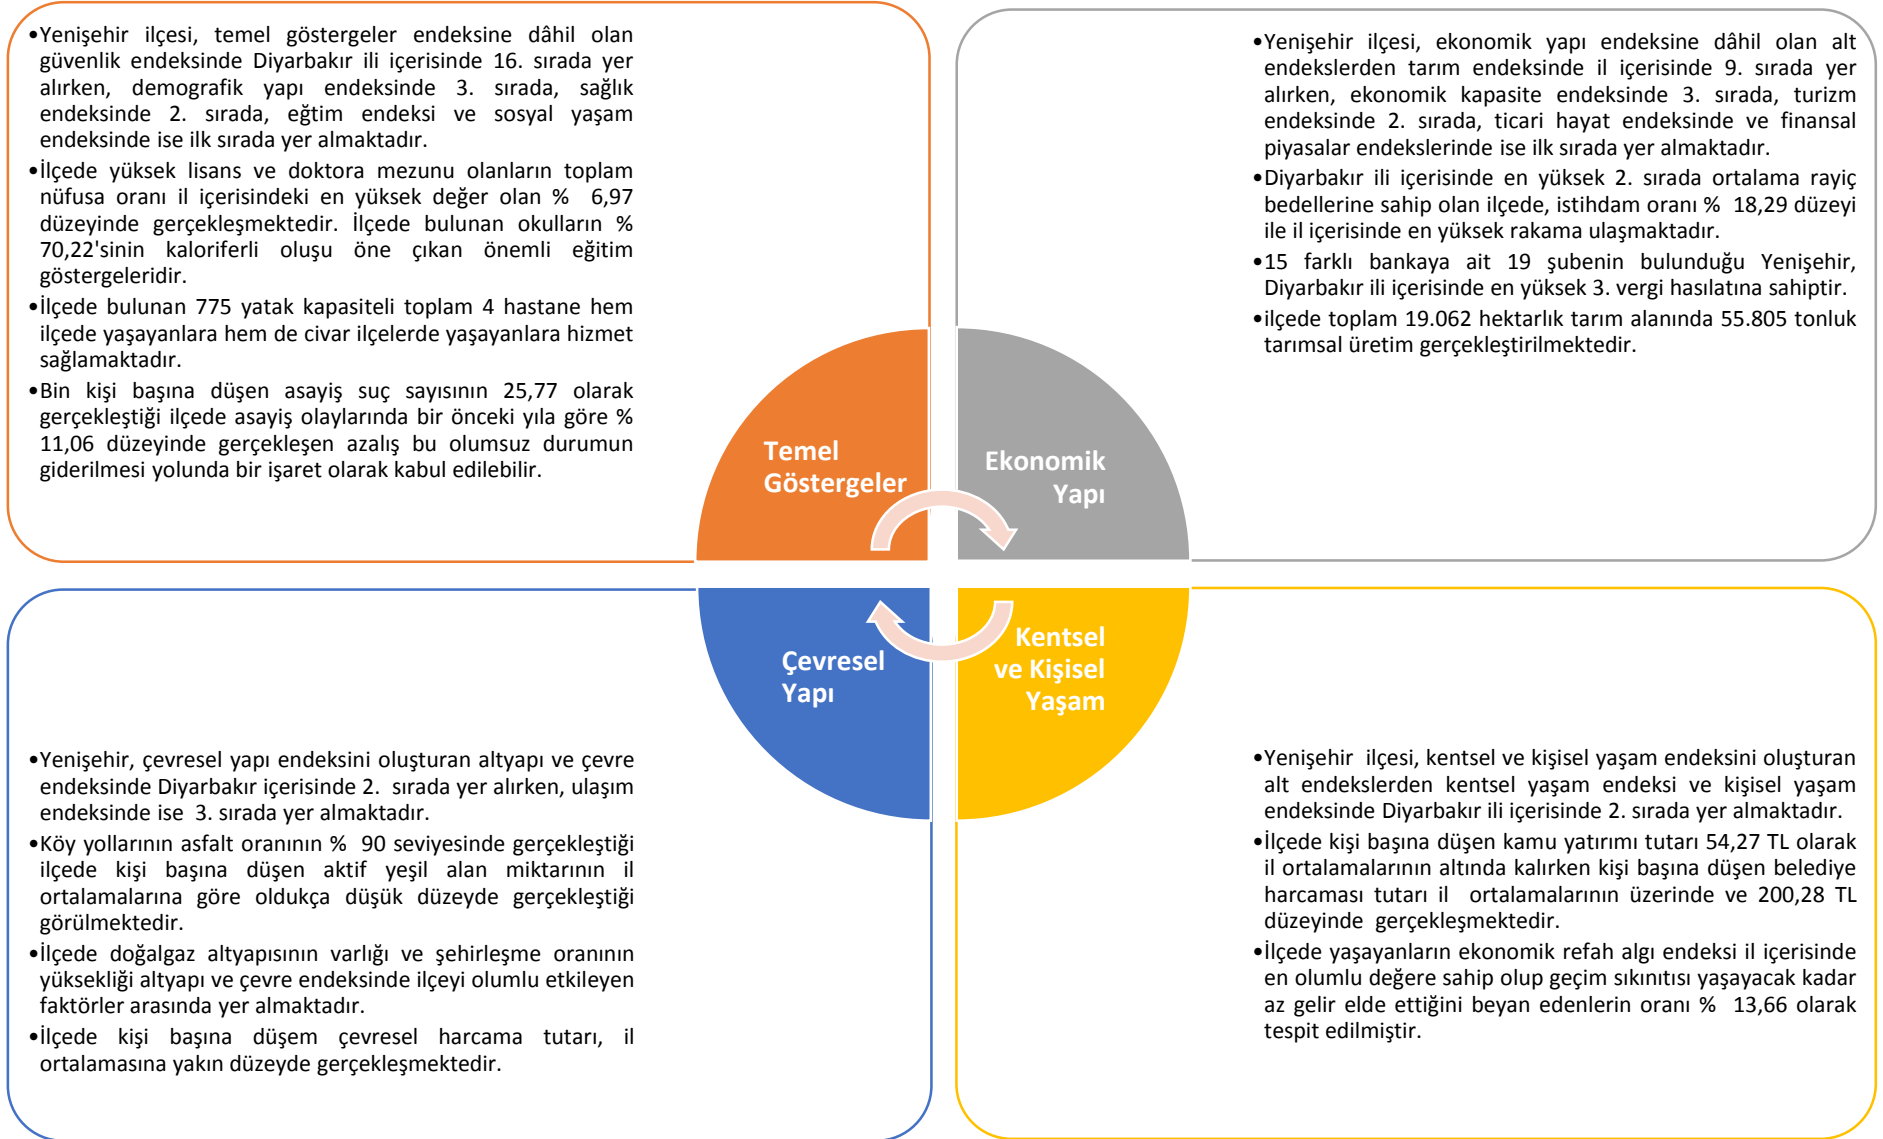 •Yenişehir ilçesi, temel göstergeler endeksine dâhil olan
güvenlik endeksinde Diyarbakır ili içerisinde 16. sırada yer
alırken, demografik yapı endeksinde 3. sırada, sağlık
endeksinde 2. sırada, eğtim endeksi ve sosyal yaşam
endeksinde ise ilk sırada yer almaktadır.
•İlçede yüksek lisans ve doktora mezunu olanların toplam
nüfusa oranı il içerisindeki en yüksek değer olan % 6,97
düzeyinde gerçekleşmektedir. İlçede bulunan okulların %
70,22'sinin kaloriferli oluşu öne çıkan önemli eğitim
göstergeleridir.
•İlçede bulunan 775 yatak kapasiteli toplam 4 hastane hem
ilçede yaşayanlara hem de civar ilçelerde yaşayanlara hizmet
sağlamaktadır.
•Bin kişi başına düşen asayiş suç sayısının 25,77 olarak
gerçekleştiği ilçede asayiş olaylarında bir önceki yıla göre %
11,06 düzeyinde gerçekleşen azalış bu olumsuz durumun
giderilmesi yolunda bir işaret olarak kabul edilebilir.
Temel
Göstergeler
•Yenişehir ilçesi, ekonomik yapı endeksine dâhil olan alt
endekslerden tarım endeksinde il içerisinde 9. sırada yer
alırken, ekonomik kapasite endeksinde 3. sırada, turizm
endeksinde 2. sırada, ticari hayat endeksinde ve finansal
piyasalar endekslerinde ise ilk sırada yer almaktadır.
•Diyarbakır ili içerisinde en yüksek 2. sırada ortalama rayiç
bedellerine sahip olan ilçede, istihdam oranı % 18,29 düzeyi
ile il içerisinde en yüksek rakama ulaşmaktadır.
•15 farklı bankaya ait 19 şubenin bulunduğu Yenişehir,
Diyarbakır ili içerisinde en yüksek 3. vergi hasılatına sahiptir.
•ilçede toplam 19.062 hektarlık tarım alanında 55.805 tonluk
tarımsal üretim gerçekleştirilmektedir.
Ekonomik
Yapı
Çevresel
Yapı
•Yenişehir, çevresel yapı endeksini oluşturan altyapı ve çevre
endeksinde Diyarbakır içerisinde 2. sırada yer alırken, ulaşım
endeksinde ise 3. sırada yer almaktadır.
•Köy yollarının asfalt oranının % 90 seviyesinde gerçekleştiği
ilçede kişi başına düşen aktif yeşil alan miktarının il
ortalamalarına göre oldukça düşük düzeyde gerçekleştiği
görülmektedir.
•İlçede doğalgaz altyapısının varlığı ve şehirleşme oranının
yüksekliği altyapı ve çevre endeksinde ilçeyi olumlu etkileyen
faktörler arasında yer almaktadır.
•İlçede kişi başına düşem çevresel harcama tutarı, il
ortalamasına yakın düzeyde gerçekleşmektedir.
Kentsel
ve Kişisel
Yaşam
•Yenişehir ilçesi, kentsel ve kişisel yaşam endeksini oluşturan
alt endekslerden kentsel yaşam endeksi ve kişisel yaşam
endeksinde Diyarbakır ili içerisinde 2. sırada yer almaktadır.
•İlçede kişi başına düşen kamu yatırımı tutarı 54,27 TL olarak
il ortalamalarının altında kalırken kişi başına düşen belediye
harcaması tutarı il ortalamalarının üzerinde ve 200,28 TL
düzeyinde gerçekleşmektedir.
•İlçede yaşayanların ekonomik refah algı endeksi il içerisinde
en olumlu değere sahip olup geçim sıkınıtısı yaşayacak kadar
az gelir elde ettiğini beyan edenlerin oranı % 13,66 olarak
tespit edilmiştir.